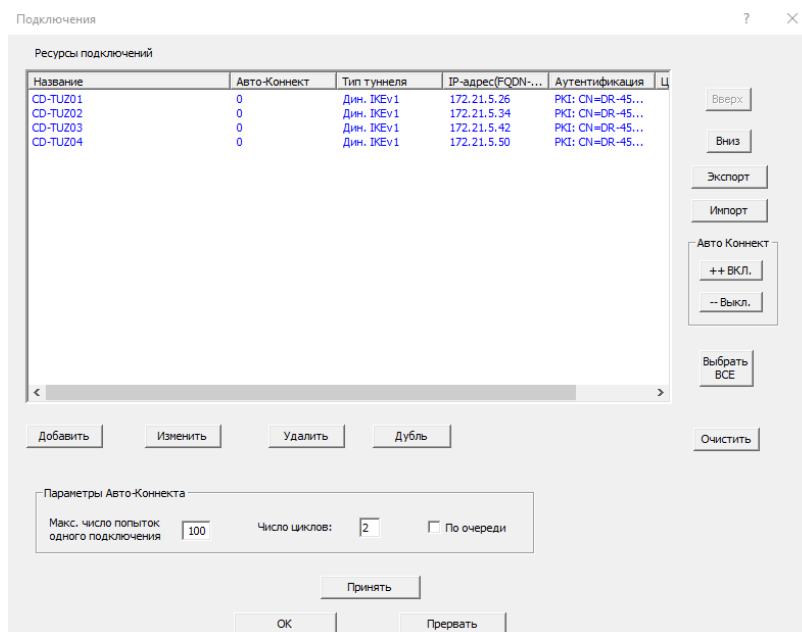 Подключения
?
Ресурсы подключений
Название Авто-Коннект Тип туннеля IP-адрес(FQDN-... Аутентификация Ц
CD-TUZ01 0 Дин. IKEv1 172.21.5.26 PKI: CN=DR-45...
CD-TUZ02 0 Дин. IKEv1 172.21.5.34 PKI: CN=DR-45...
CD-TUZ03 0 Дин. IKEv1 172.21.5.42 PKI: CN=DR-45...
CD-TUZ04 0 Дин. IKEv1 172.21.5.50 PKI: CN=DR-45...
Вверх
Вниз
Экспорт
Импорт
Авто Коннект
++ ВКЛ.
-- Выкл.
Выбрать
ВСЕ
Добавить Изменить Удалить Дубль
Очистить
Параметры Авто-Коннекта
Макс. число попыток
одного подключения 100 Число циклов: 2 По очереди
Принять
ОК Прервать